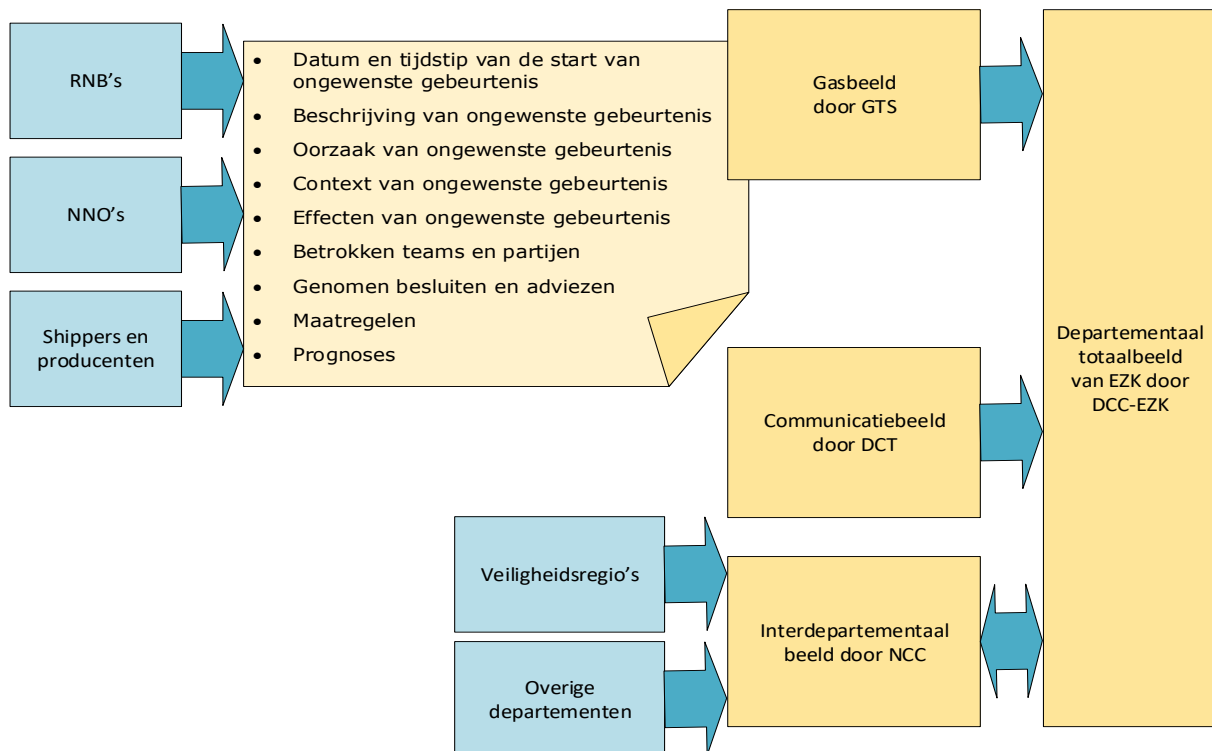 RNB’s
NNO’s
Shippers en
producenten
• Datum en tijdstip van de start van
ongewenste gebeurtenis
• Beschrijving van ongewenste gebeurtenis
• Oorzaak van ongewenste gebeurtenis
• Context van ongewenste gebeurtenis
• Effecten van ongewenste gebeurtenis
• Betrokken teams en partijen
• Genomen besluiten en adviezen
• Maatregelen
• Prognoses
Gasbeeld
door GTS
Communicatiebeeld
door DCT
Veiligheidsregio’s
Overige
departementen
Interdepartementaal
beeld door NCC
Departementaal
totaalbeeld
van EZK door
DCC-EZK